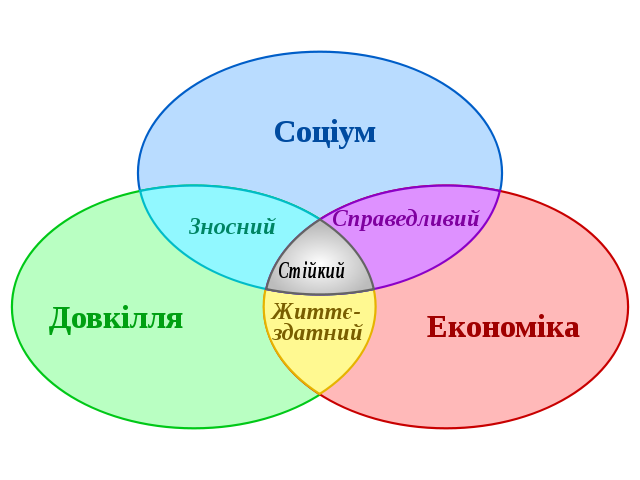 Соціум
Зносний
Справедливий
Стійкий
Життє-
здатний
Довкілля
Економіка